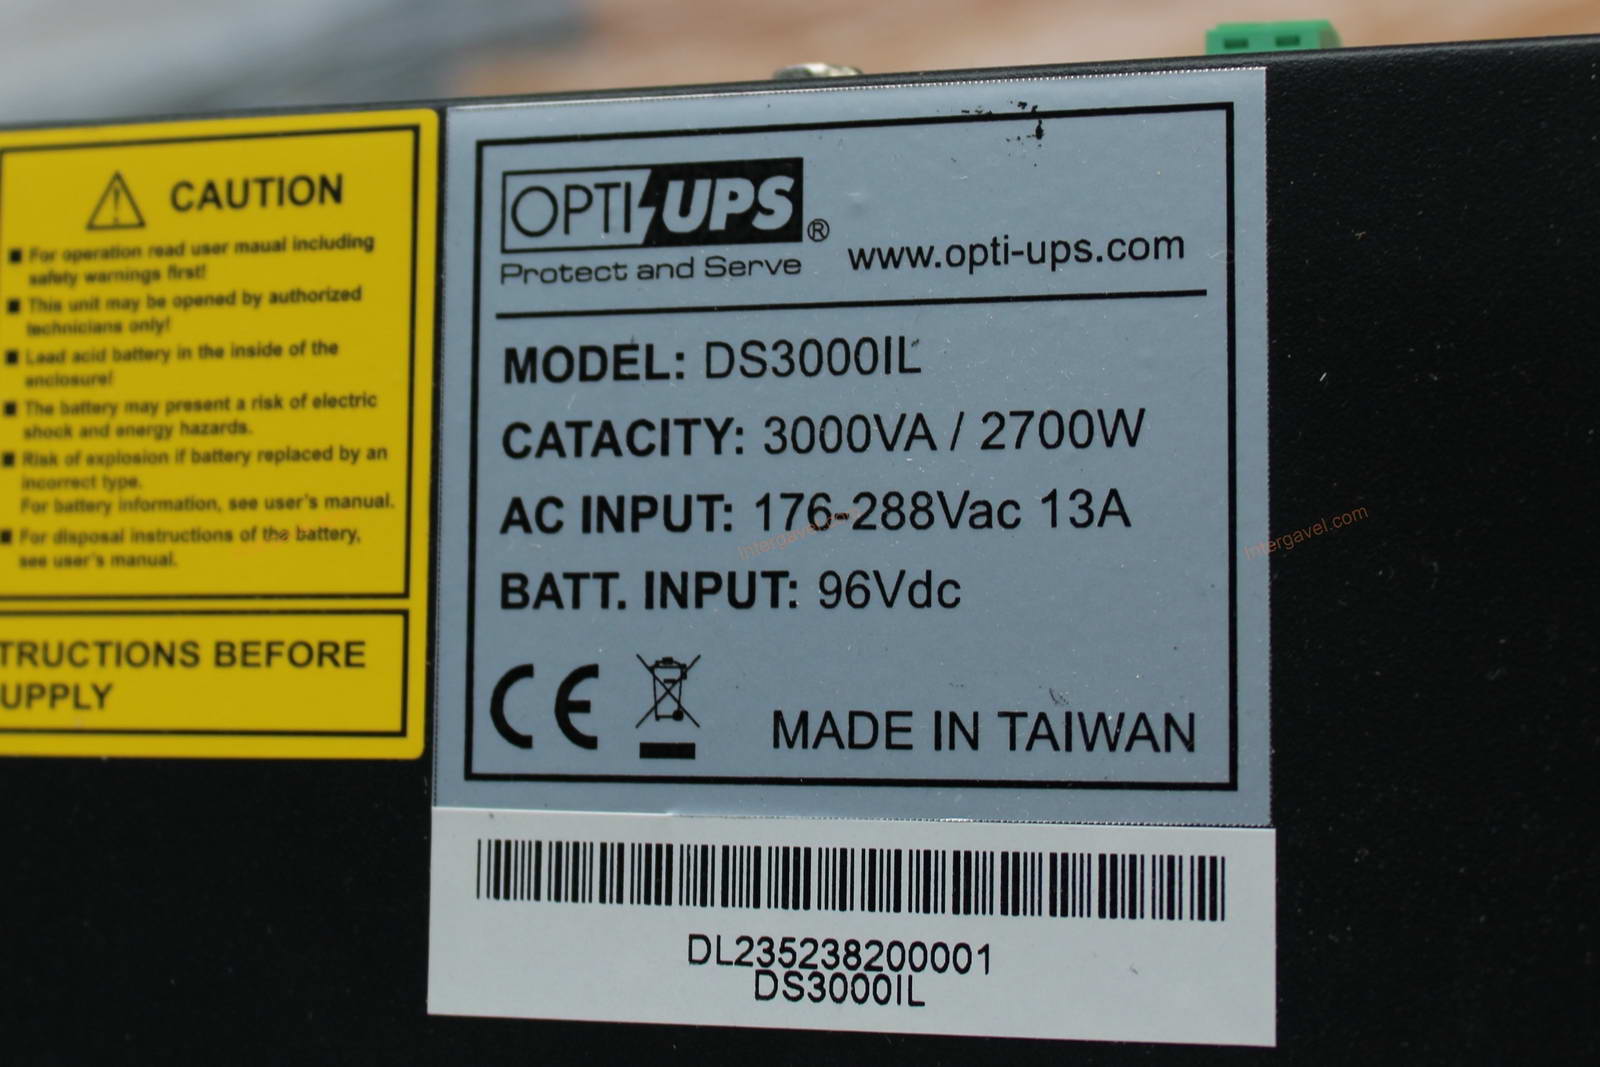 CAUTION
For operation read user maual including
safety warnings first!
This unit may be opened by authorized
technicians only!
Lead acid battery in the inside of the
enclosure!
The battery may present a risk of electric
shock and energy hazards.
Risk of explosion if battery replaced by an
incorrect type.
For battery information, see user's manual.
For disposal instructions of the battery,
see user's manual.
TRUCTIONS BEFORE
UPPLY
OPTI-UPS®
Protect and Serve
www.opti-ups.com
MODEL: DS3000IL
CATACITY: 3000VA / 2700W
AC INPUT: 176-288Vac 13A
BATT. INPUT: 96Vdc
CE
MADE IN TAIWAN
DL235238200001
DS3000IL
Intergavel.com
Intergavel.com